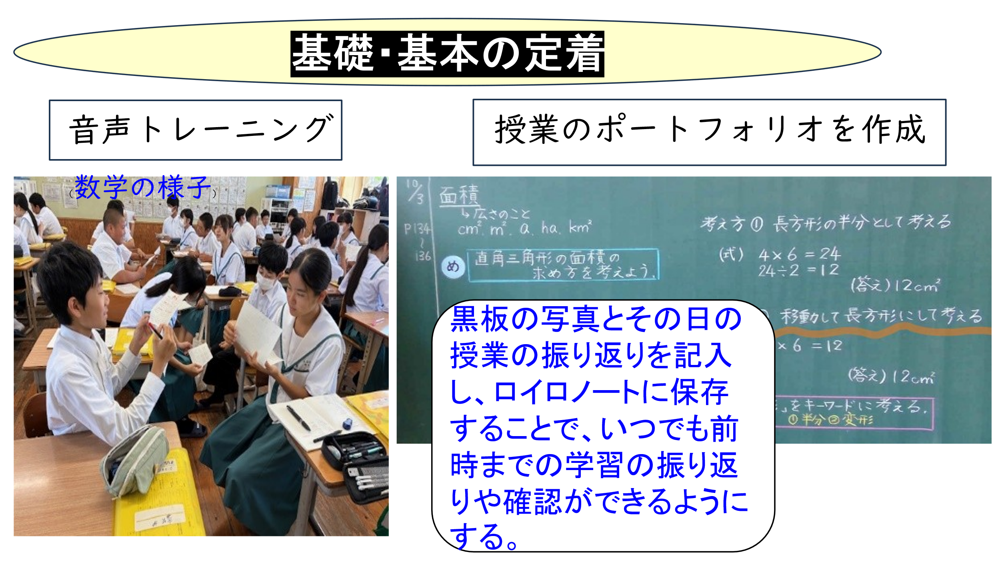 基礎・基本の定着
音声トレーニング
授業のポートフォリオを作成
(数学の様子)
10/3
P134
〜
136
面積
↳広さのこと
cm². m². a. ha. km²
め
直角三角形の面積の
求め方を考えよう。
考え方① 長方形の半分として考える
(式) 4×6=24
24÷2=12
(答え)12cm²
移動して長方形にして考える
×6=12
(答え)12cm²
」をキーワードに考える.
①半分②変形
黒板の写真とその日の
授業の振り返りを記入
し、ロイロノートに保存
することで、いつでも前
時までの学習の振り返
りや確認ができるように
する。